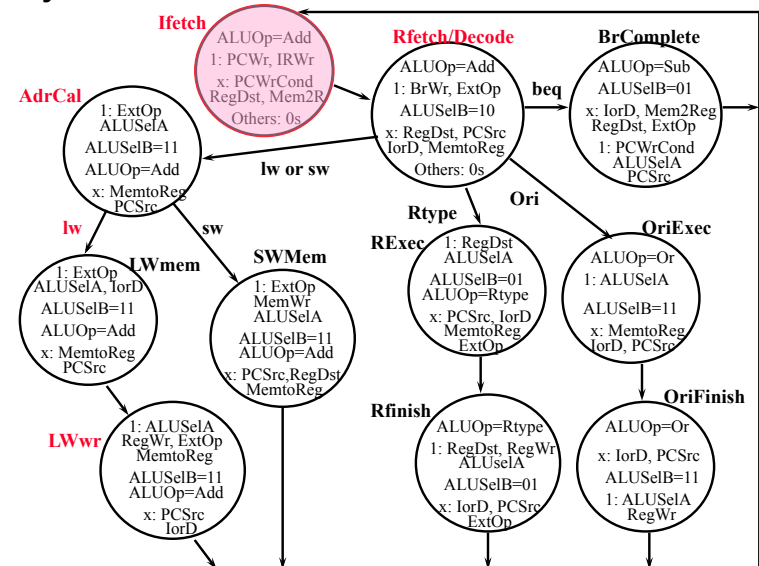 Ifetch
ALUOp=Add
1: PCWr, IRWr
x: PCWrCond
RegDst, Mem2R
Others: 0s
Rfetch/Decode
ALUOp=Add
1: BrWr, ExtOp
ALUSelB=10
x: RegDst, PCSrc
IorD, MemtoReg
Others: 0s
beq
BrComplete
ALUOp=Sub
ALUSelB=01
x: IorD, Mem2Reg
RegDst, ExtOp
1: PCWrCond
ALUSelA
PCSrc
AdrCal
1: ExtOp
ALUSelA
ALUSelB=11
ALUOp=Add
x: MemtoReg
PCSrc
lw or sw
lw
sw
Rtype
Ori
LWmem
1: ExtOp
ALUSelA, IorD
ALUSelB=11
ALUOp=Add
x: MemtoReg
PCSrc
SWMem
1: ExtOp
MemWr
ALUSelA
ALUSelB=11
ALUOp=Add
x: PCSrc,RegDst
MemtoReg
RExec
1: RegDst
ALUSelA
ALUSelB=01
ALUOp=Rtype
x: PCSrc, IorD
MemtoReg
ExtOp
OriExec
ALUOp=Or
1: ALUSelA
ALUSelB=11
x: MemtoReg
IorD, PCSrc
LWwr
1: ALUSelA
RegWr, ExtOp
MemtoReg
ALUSelB=11
ALUOp=Add
x: PCSrc
IorD
Rfinish
ALUOp=Rtype
1: RegDst, RegWr
ALUselA
ALUSelB=01
x: IorD, PCSrc
ExtOp
OriFinish
ALUOp=Or
x: IorD, PCSrc
ALUSelB=11
1: ALUSelA
RegWr